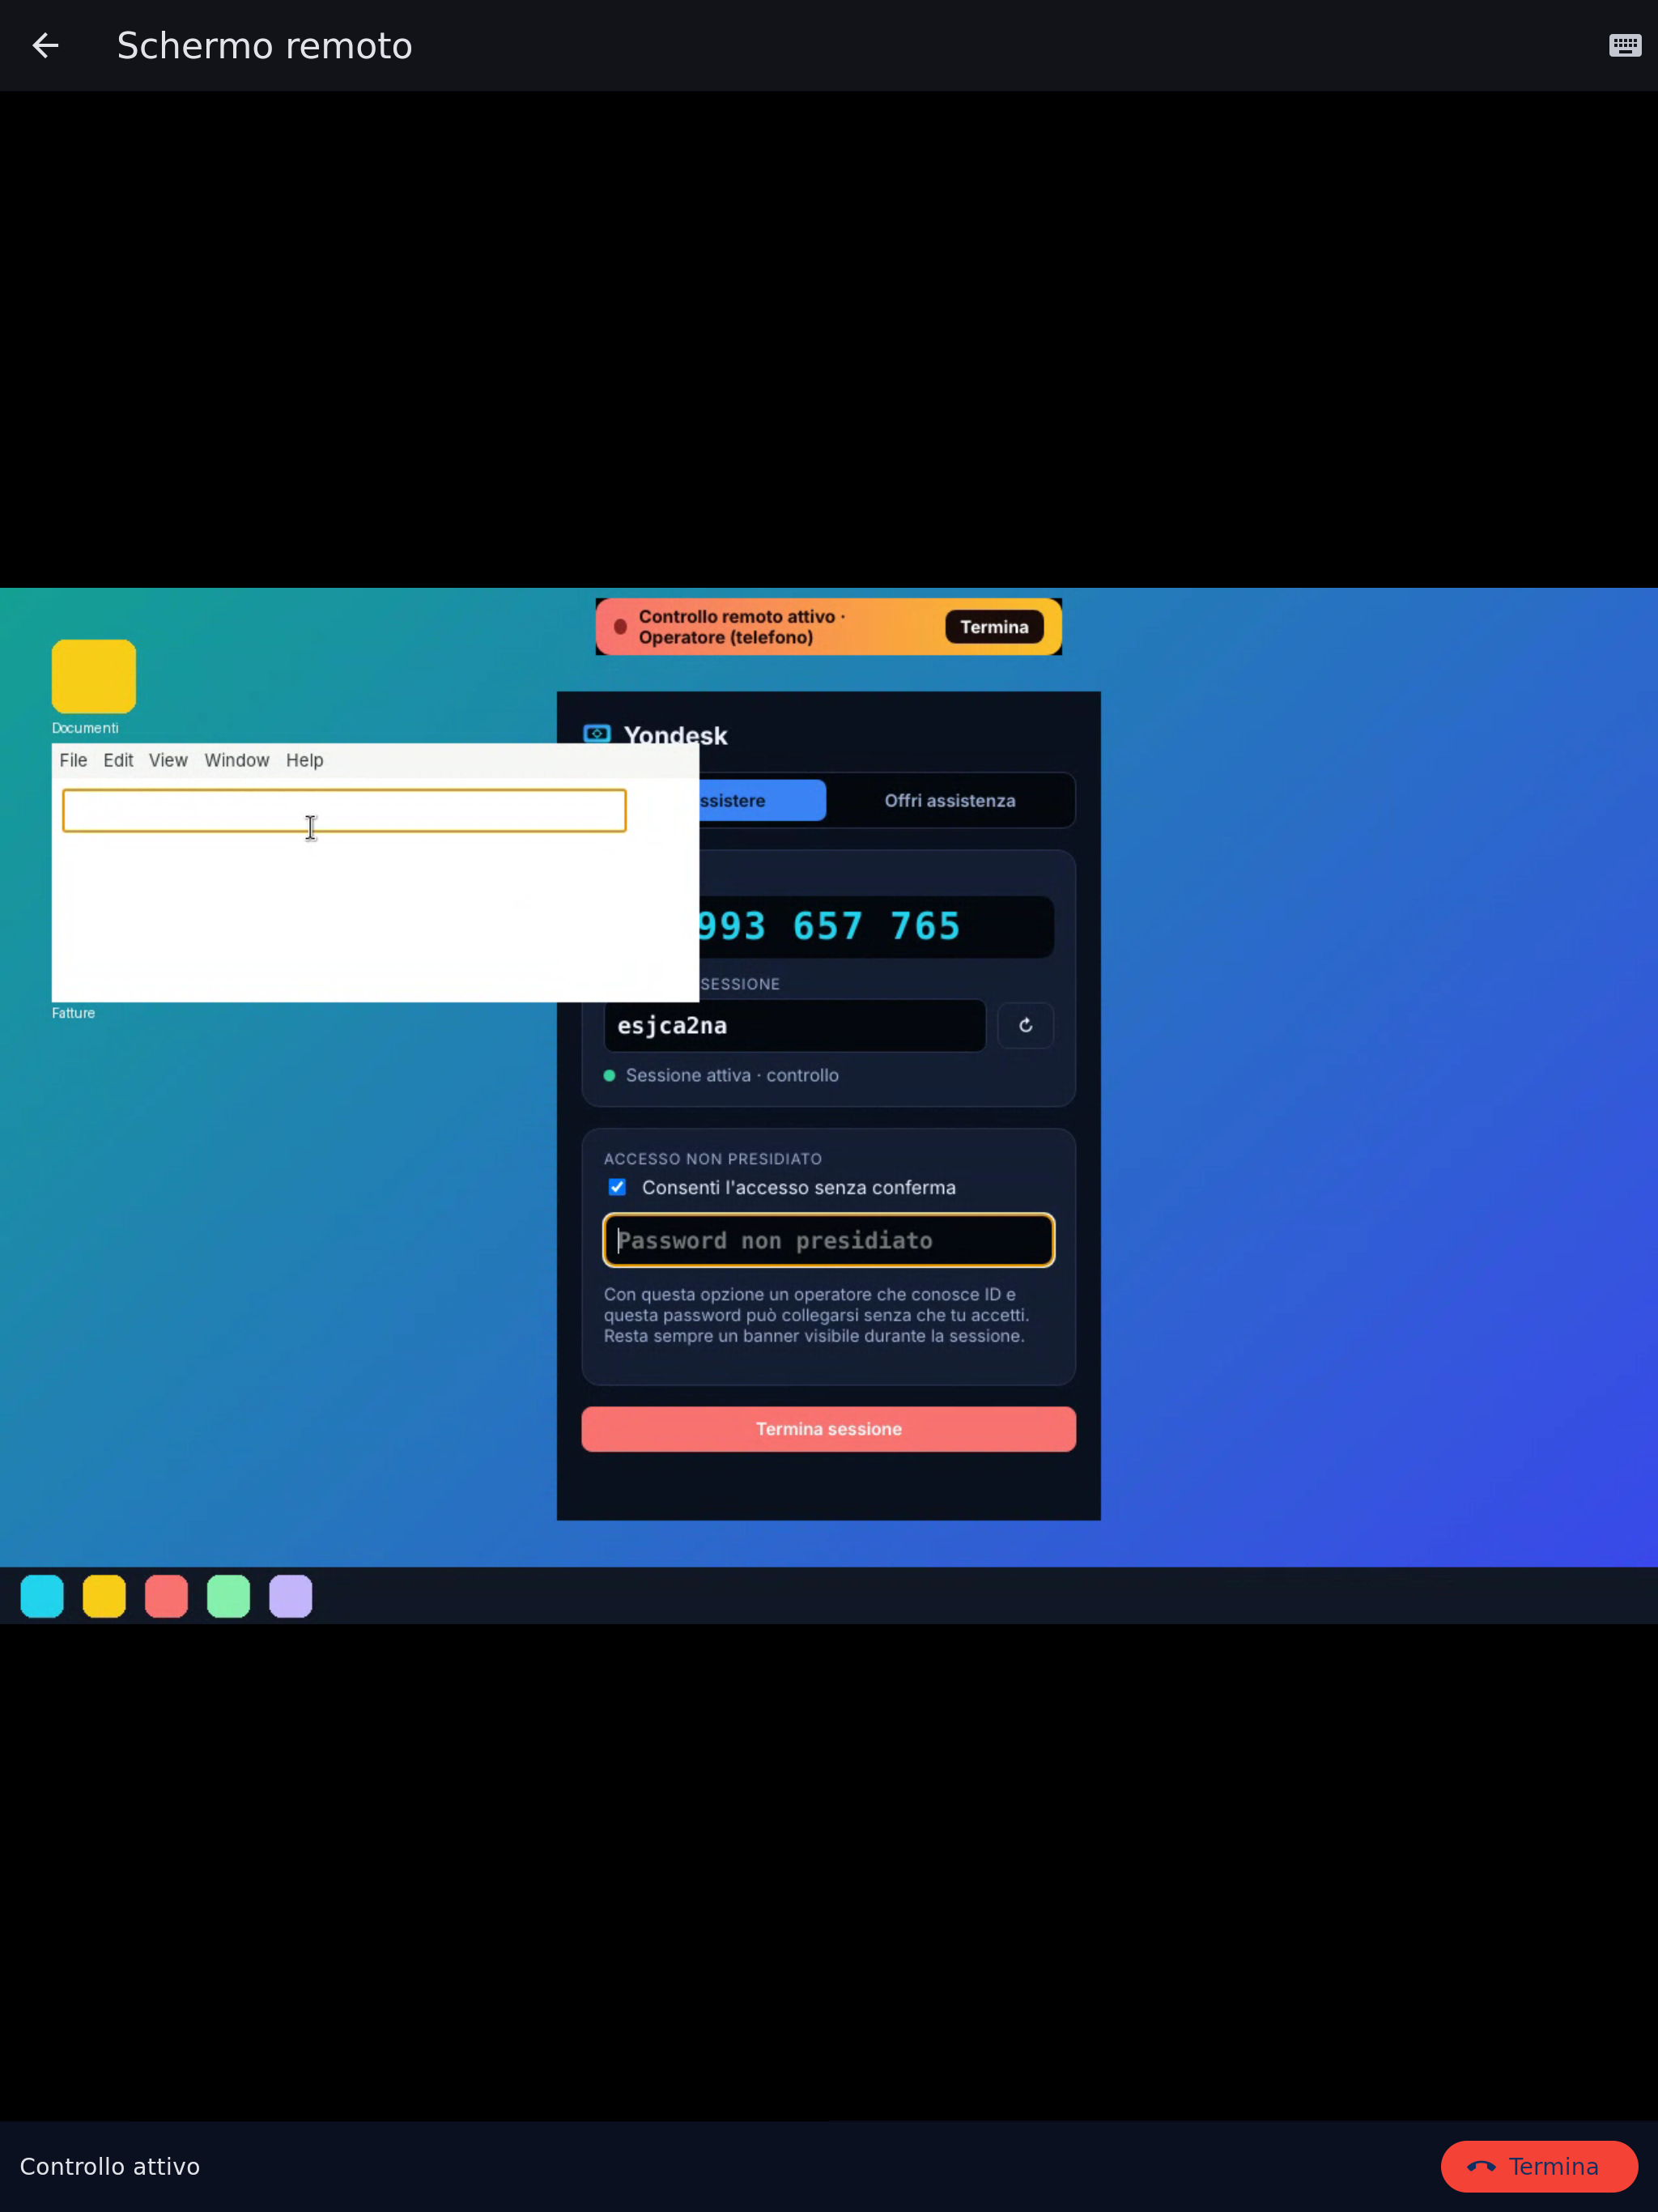 Schermo remoto
Controllo remoto attivo ·
Operatore (telefono)
Termina
Documenti
Yondesk
File Edit View Window Help
ssistere
Offri assistenza
993 657 765
SESSIONE
Fatture
esjca2na
Sessione attiva · controllo
ACCESSO NON PRESIDIATO
Consenti l'accesso senza conferma
Password non presidiato
Con questa opzione un operatore che conosce ID e
questa password può collegarsi senza che tu accetti.
Resta sempre un banner visibile durante la sessione.
Termina sessione
Controllo attivo
Termina